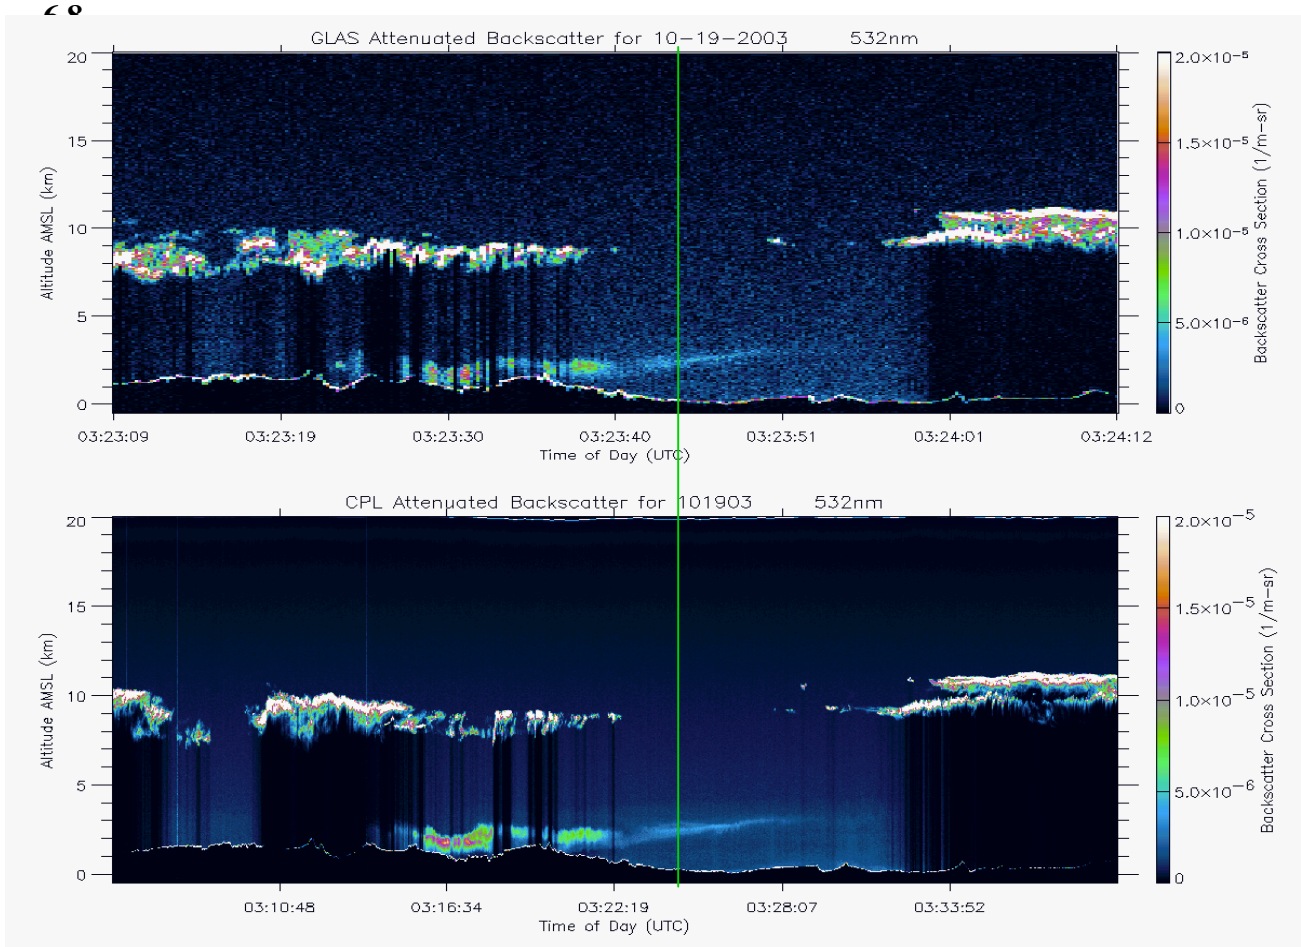 68
GLAS Attenuated Backscatter for 10-19-2003 532nm
20
15
10
5
0
Altitude AMSL (km)
2.0×10⁻⁵
1.5×10⁻⁵
1.0×10⁻⁵
5.0×10⁻⁶
0
Backscatter Cross Section (1/m-sr)
03:23:09 03:23:19 03:23:30 03:23:40 03:23:51 03:24:01 03:24:12
Time of Day (UTC)
CPL Attenuated Backscatter for 101903 532nm
20
15
10
5
0
Altitude AMSL (km)
2.0×10⁻⁵
1.5×10⁻⁵
1.0×10⁻⁵
5.0×10⁻⁶
0
Backscatter Cross Section (1/m-sr)
03:10:48 03:16:34 03:22:19 03:28:07 03:33:52
Time of Day (UTC)